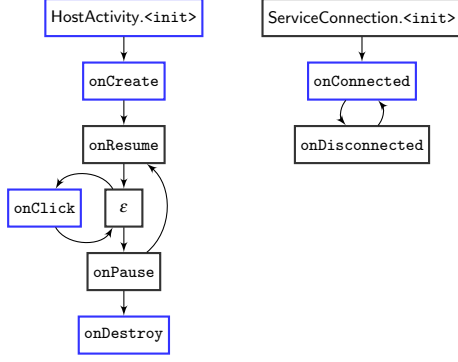 HostActivity.<init>
onCreate
onResume
onClick
ε
onPause
onDestroy
ServiceConnection.<init>
onConnected
onDisconnected